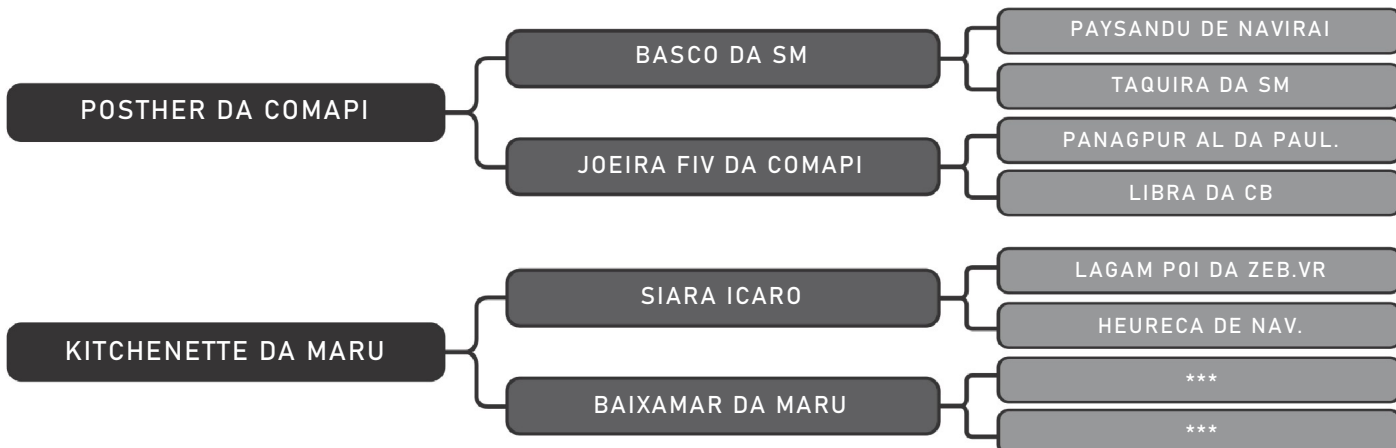 POSTHER DA COMAPI
BASCO DA SM
PAYSANDU DE NAVIRAI
TAQUIRA DA SM
JOEIRA FIV DA COMAPI
PANAGPUR AL DA PAUL.
LIBRA DA CB
KITCHENETTE DA MARU
SIARA ICARO
LAGAM POI DA ZEB.VR
HEURECA DE NAV.
BAIXAMAR DA MARU
***
***